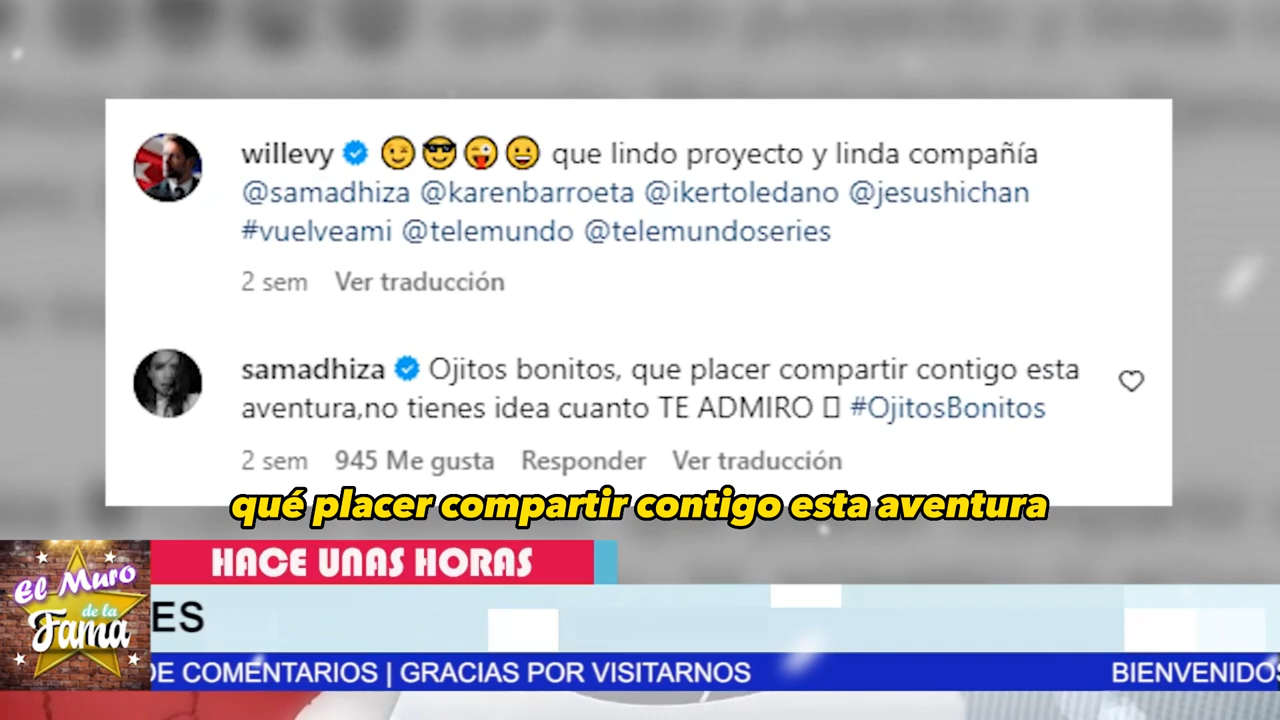 willevy 😉😎😜😀 que lindo proyecto y linda compañía
@samadhiza @karenbarroeta @ikertoledano @jesushichan
#vuelveami @telemundo @telemundoseries
2 sem Ver traducción
samadhiza Ojitos bonitos, que placer compartir contigo esta
aventura,no tienes idea cuanto TE ADMIRO #OjitosBonitos
2 sem 945 Me gusta Responder Ver traducción
qué placer compartir contigo esta aventura
HACE UNAS HORAS
El Muro
de la
Fama
ES
DE COMENTARIOS | GRACIAS POR VISITARNOS
BIENVENIDOS